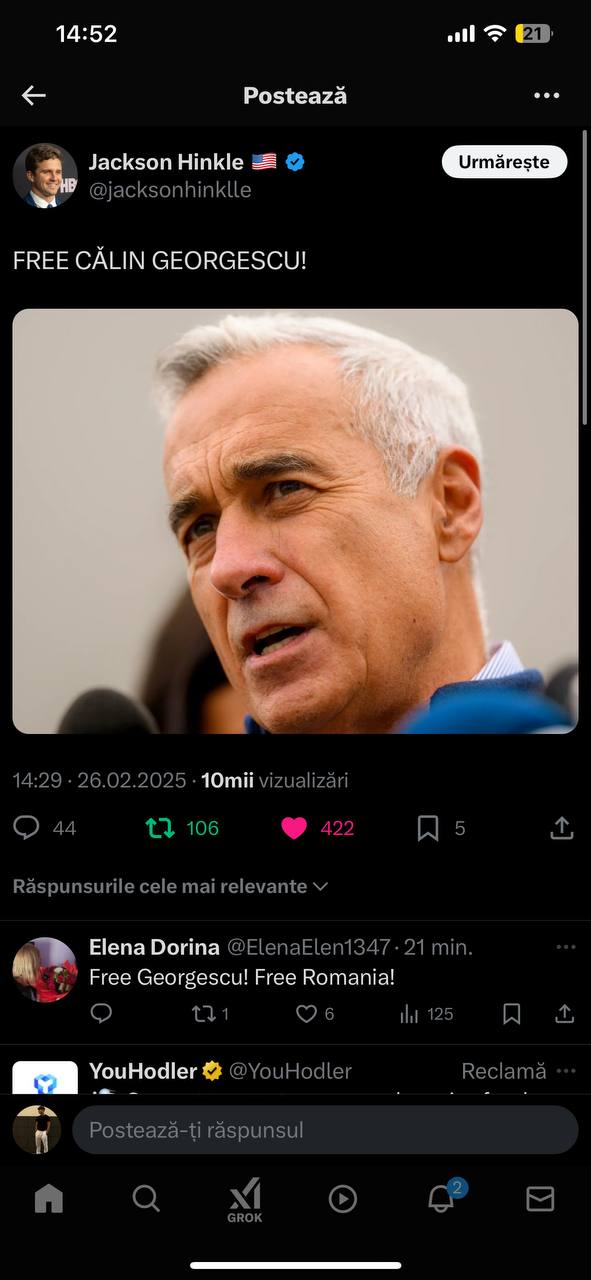 14:52
21
Postează
Jackson Hinkle 🇺🇸
Urmărește
@jacksonhinklle
HB
FREE CĂLIN GEORGESCU!
14:29 · 26.02.2025 · 10mii vizualizări
44 106 422 5
Răspunsurile cele mai relevante
Elena Dorina @ElenaElen1347 · 21 min.
Free Georgescu! Free Romania!
1 6 125
YouHodler @YouHodler Reclamă
Postează-ți răspunsul
2
GROK